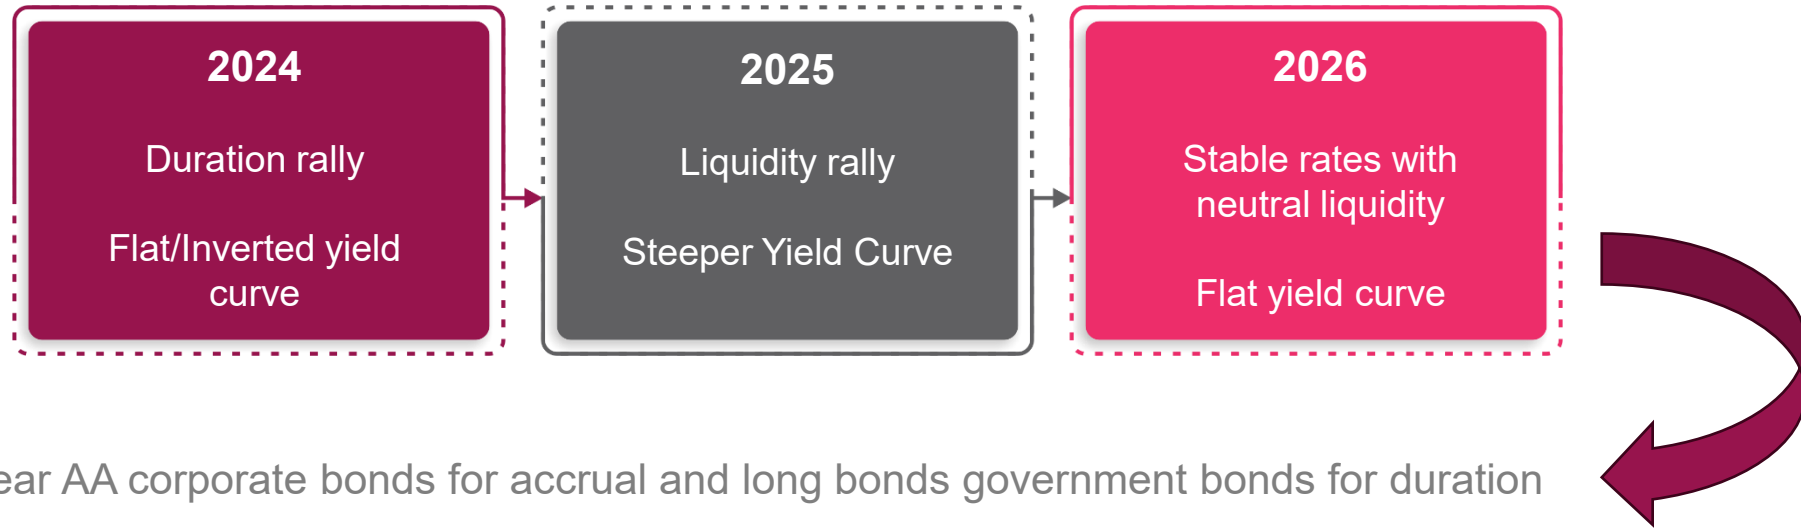 2024
Duration rally
Flat/Inverted yield
curve
2025
Liquidity rally
Steeper Yield Curve
2026
Stable rates with
neutral liquidity
Flat yield curve
AA corporate bonds for accrual and long bonds government bonds for duration